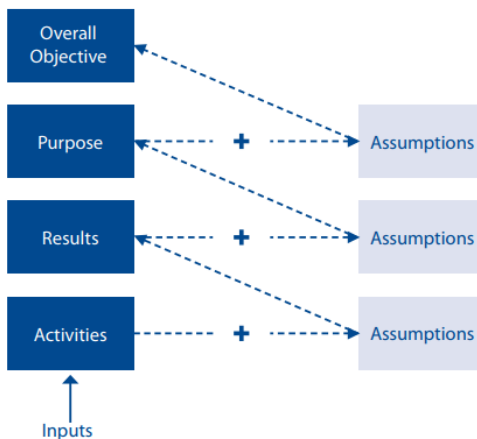 Overall
Objective
Purpose
+
Assumptions
Results
+
Assumptions
Activities
+
Assumptions
Inputs